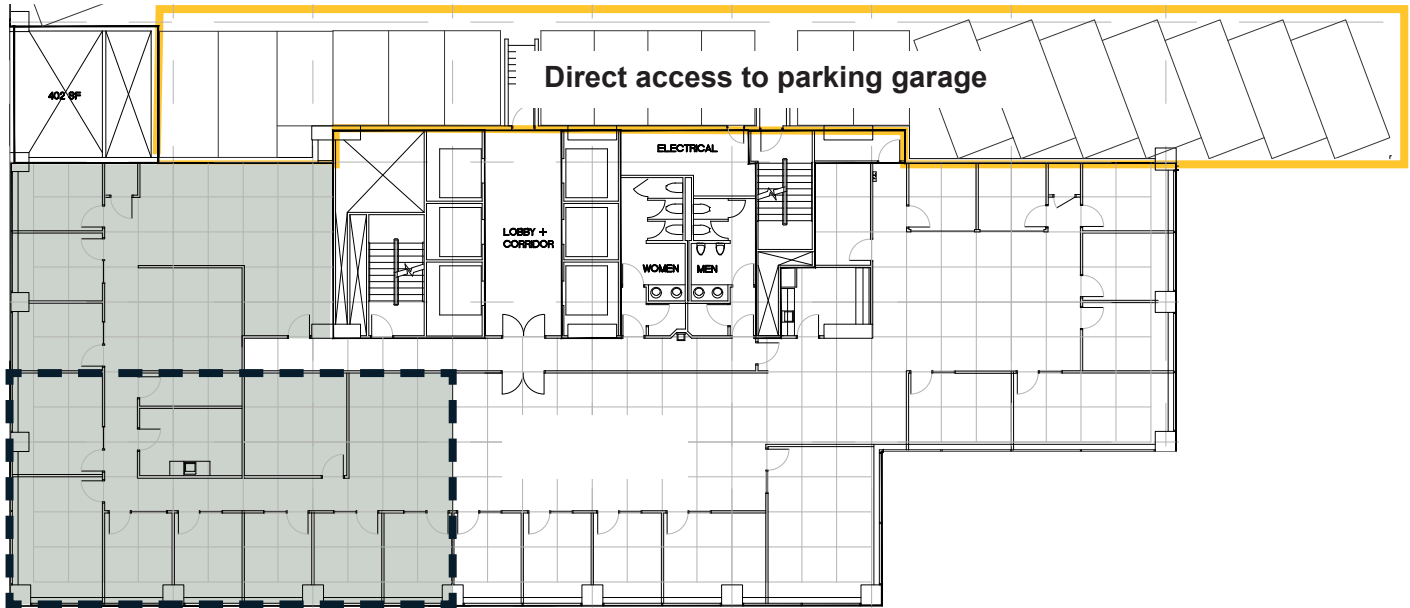 Direct access to parking garage
402 SF
ELECTRICAL
LOBBY +
CORRIDOR
WOMEN
MEN
r